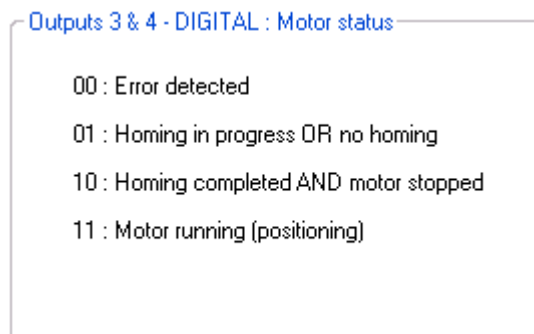 Outputs 3 & 4 - DIGITAL : Motor status
00 : Error detected
01 : Homing in progress OR no homing
10 : Homing completed AND motor stopped
11 : Motor running (positioning)